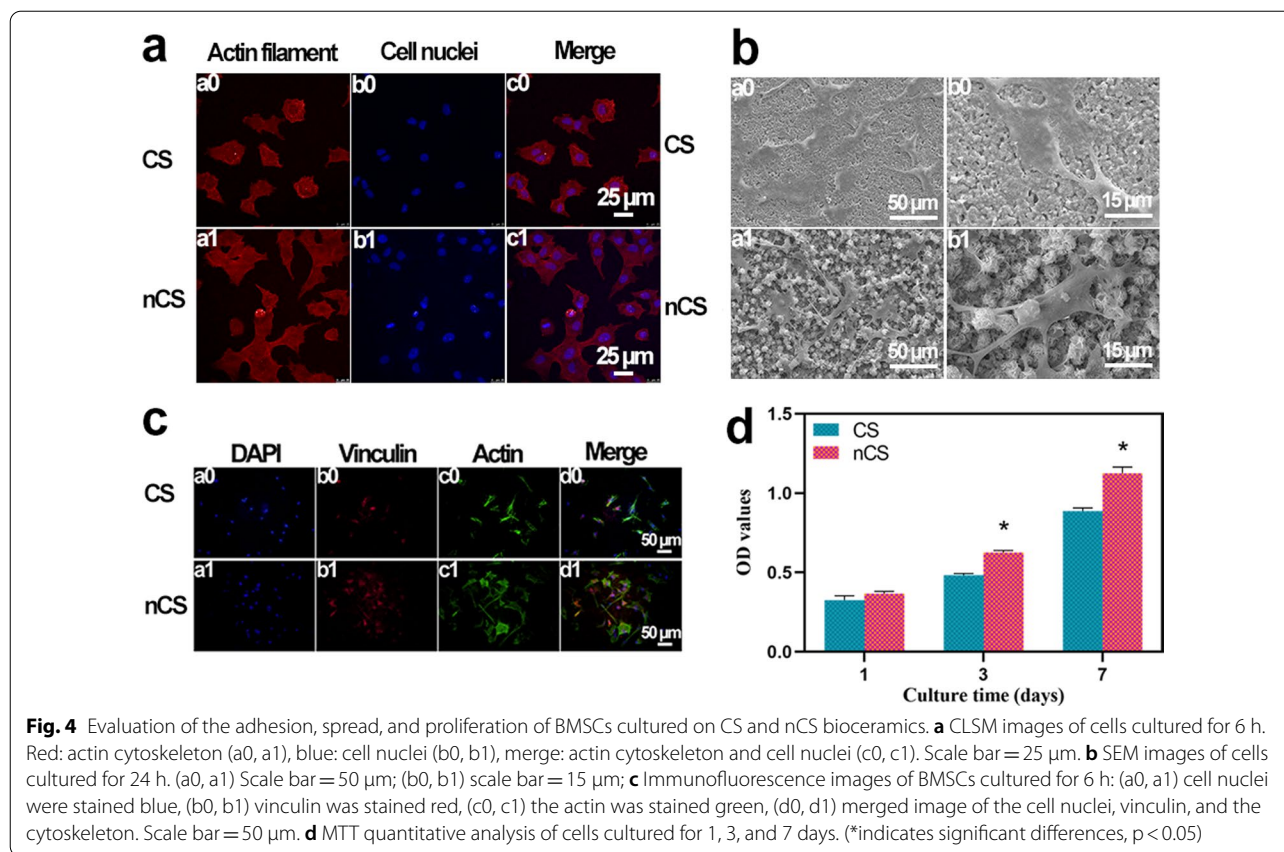 a
Actin filament Cell nuclei Merge
a0 b0 c0
CS CS
25 µm
a1 b1 c1
nCS nCS
25 µm
b
a0 b0
50 µm 15 µm
a1 b1
50 µm 15 µm
c
DAPI Vinculin Actin Merge
CS
a0 b0 c0 d0
50 µm
nCS
a1 b1 c1 d1
50 µm
d
CS
nCS
1.5
1.0
0.5
0.0
OD values
*
*
1 3 7
Culture time (days)
Fig. 4 Evaluation of the adhesion, spread, and proliferation of BMSCs cultured on CS and nCS bioceramics. a CLSM images of cells cultured for 6 h.
Red: actin cytoskeleton (a0, a1), blue: cell nuclei (b0, b1), merge: actin cytoskeleton and cell nuclei (c0, c1). Scale bar = 25 µm. b SEM images of cells
cultured for 24 h. (a0, a1) Scale bar = 50 µm; (b0, b1) scale bar = 15 µm; c Immunofluorescence images of BMSCs cultured for 6 h: (a0, a1) cell nuclei
were stained blue, (b0, b1) vinculin was stained red, (c0, c1) the actin was stained green, (d0, d1) merged image of the cell nuclei, vinculin, and the
cytoskeleton. Scale bar = 50 µm. d MTT quantitative analysis of cells cultured for 1, 3, and 7 days. (*indicates significant differences, p < 0.05)